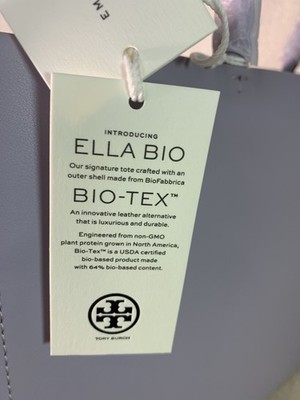 EM
INTRODUCING
ELLA BIO
Our signature tote crafted with an
outer shell made from BioFabbrica
BIO-TEX™
An innovative leather alternative
that is luxurious and durable.
Engineered from non-GMO
plant protein grown in North America,
Bio-Tex™ is a USDA certified
bio-based product made
with 64% bio-based content.
TORY BURCH